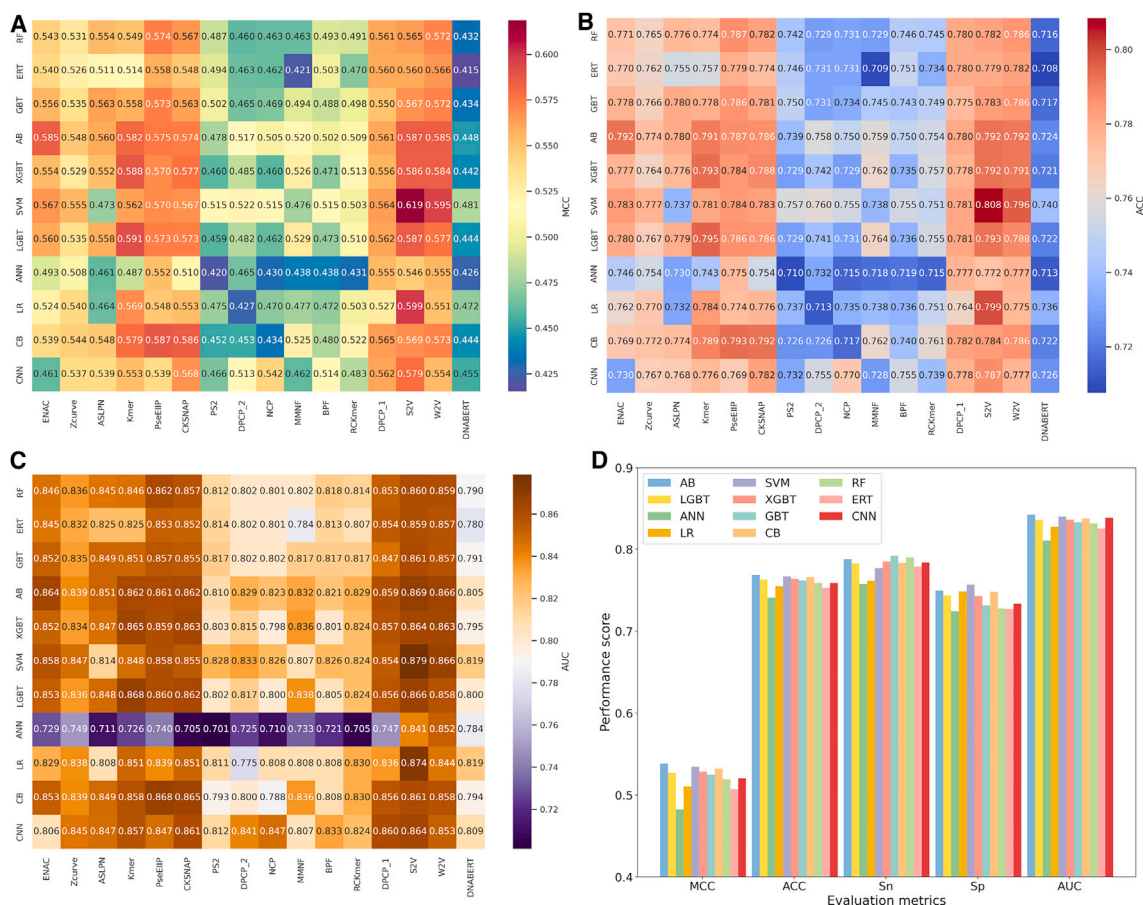 A
RF 0.543 0.531 0.554 0.549 0.574 0.567 0.487 0.460 0.463 0.463 0.493 0.491 0.561 0.565 0.572 0.432
ERT 0.540 0.526 0.511 0.514 0.558 0.548 0.494 0.463 0.462 0.421 0.503 0.470 0.560 0.560 0.566 0.415
GBT 0.556 0.535 0.563 0.558 0.573 0.563 0.502 0.465 0.469 0.494 0.488 0.498 0.550 0.567 0.572 0.434
AB 0.585 0.548 0.560 0.582 0.575 0.574 0.478 0.517 0.505 0.520 0.502 0.509 0.561 0.587 0.585 0.448
XGBT 0.554 0.529 0.552 0.588 0.570 0.577 0.460 0.485 0.460 0.526 0.471 0.513 0.556 0.586 0.584 0.442
SVM 0.567 0.555 0.473 0.562 0.570 0.567 0.515 0.522 0.515 0.476 0.515 0.503 0.564 0.619 0.595 0.481
LGBT 0.560 0.535 0.558 0.591 0.573 0.573 0.459 0.482 0.462 0.529 0.473 0.510 0.562 0.587 0.577 0.444
ANN 0.493 0.508 0.461 0.487 0.552 0.510 0.420 0.465 0.430 0.438 0.438 0.431 0.555 0.546 0.555 0.426
LR 0.524 0.540 0.464 0.569 0.548 0.553 0.475 0.427 0.470 0.477 0.472 0.503 0.527 0.599 0.551 0.472
CB 0.539 0.544 0.548 0.579 0.587 0.586 0.452 0.453 0.434 0.525 0.480 0.522 0.565 0.569 0.573 0.444
CNN 0.461 0.537 0.539 0.553 0.539 0.568 0.466 0.513 0.542 0.462 0.514 0.483 0.562 0.579 0.554 0.455
ENAC Zcurve ASLPN Kmer PseEIIP CKSNAP PS2 DPCP_2 NCP MMNF BPF RCKmer DPCP_1 S2V W2V DNABERT
0.600
0.575
0.550
0.525
0.500
0.475
0.450
0.425
MCC
B
RF 0.771 0.765 0.776 0.774 0.787 0.782 0.742 0.729 0.731 0.729 0.746 0.745 0.780 0.782 0.786 0.716
ERT 0.770 0.762 0.755 0.757 0.779 0.774 0.746 0.731 0.731 0.709 0.751 0.734 0.780 0.779 0.782 0.708
GBT 0.778 0.766 0.780 0.778 0.786 0.781 0.750 0.731 0.734 0.745 0.743 0.749 0.775 0.783 0.786 0.717
AB 0.792 0.774 0.780 0.791 0.787 0.786 0.739 0.758 0.750 0.759 0.750 0.754 0.780 0.792 0.792 0.724
XGBT 0.777 0.764 0.776 0.793 0.784 0.788 0.729 0.742 0.729 0.762 0.735 0.756 0.777 0.793 0.791 0.721
SVM 0.783 0.777 0.737 0.781 0.784 0.783 0.757 0.760 0.755 0.738 0.755 0.751 0.781 0.808 0.796 0.740
LGBT 0.780 0.767 0.779 0.795 0.786 0.786 0.729 0.741 0.731 0.764 0.736 0.755 0.781 0.793 0.788 0.722
ANN 0.746 0.754 0.730 0.743 0.775 0.754 0.710 0.732 0.715 0.718 0.719 0.715 0.777 0.772 0.777 0.713
LR 0.762 0.770 0.732 0.784 0.774 0.776 0.737 0.713 0.735 0.738 0.736 0.751 0.764 0.799 0.775 0.736
CB 0.769 0.772 0.774 0.789 0.793 0.792 0.726 0.726 0.717 0.762 0.740 0.761 0.782 0.784 0.786 0.722
CNN 0.730 0.767 0.768 0.776 0.769 0.782 0.732 0.755 0.770 0.728 0.755 0.739 0.778 0.787 0.777 0.726
ENAC Zcurve ASLPN Kmer PseEIIP CKSNAP PS2 DPCP_2 NCP MMNF BPF RCKmer DPCP_1 S2V W2V DNABERT
0.80
0.78
0.76
0.74
0.72
ACC
C
RF 0.846 0.836 0.845 0.846 0.862 0.857 0.812 0.802 0.801 0.802 0.818 0.814 0.853 0.860 0.859 0.790
ERT 0.845 0.832 0.825 0.825 0.853 0.852 0.814 0.802 0.801 0.784 0.813 0.807 0.854 0.859 0.857 0.780
GBT 0.852 0.835 0.849 0.851 0.857 0.857 0.817 0.802 0.802 0.817 0.817 0.817 0.847 0.861 0.857 0.791
AB 0.864 0.839 0.851 0.862 0.861 0.862 0.810 0.829 0.823 0.832 0.821 0.829 0.859 0.869 0.866 0.805
XGBT 0.852 0.834 0.847 0.865 0.859 0.863 0.803 0.815 0.798 0.836 0.801 0.824 0.857 0.864 0.863 0.795
SVM 0.858 0.847 0.814 0.848 0.858 0.855 0.828 0.833 0.826 0.807 0.826 0.824 0.854 0.879 0.866 0.819
LGBT 0.853 0.836 0.848 0.868 0.860 0.862 0.802 0.817 0.800 0.838 0.805 0.824 0.856 0.866 0.858 0.800
ANN 0.729 0.749 0.711 0.726 0.740 0.705 0.701 0.725 0.710 0.733 0.721 0.705 0.747 0.841 0.852 0.784
LR 0.829 0.838 0.808 0.851 0.839 0.851 0.811 0.775 0.808 0.808 0.808 0.830 0.836 0.874 0.844 0.819
CB 0.853 0.839 0.856 0.865 0.868 0.865 0.793 0.800 0.788 0.836 0.808 0.830 0.856 0.861 0.858 0.794
CNN 0.806 0.845 0.847 0.857 0.847 0.861 0.812 0.841 0.847 0.807 0.833 0.824 0.860 0.864 0.853 0.809
ENAC Zcurve ASLPN Kmer PseEIIP CKSNAP PS2 DPCP_2 NCP MMNF BPF RCKmer DPCP_1 S2V W2V DNABERT
0.86
0.84
0.82
0.80
0.78
0.76
0.74
0.72
AUC
D
AB SVM RF
LGBT XGBT ERT
ANN GBT CNN
LR CB
0.9
0.8
0.7
0.6
0.5
0.4
Performance score
MCC ACC Sn Sp AUC
Evaluation metrics